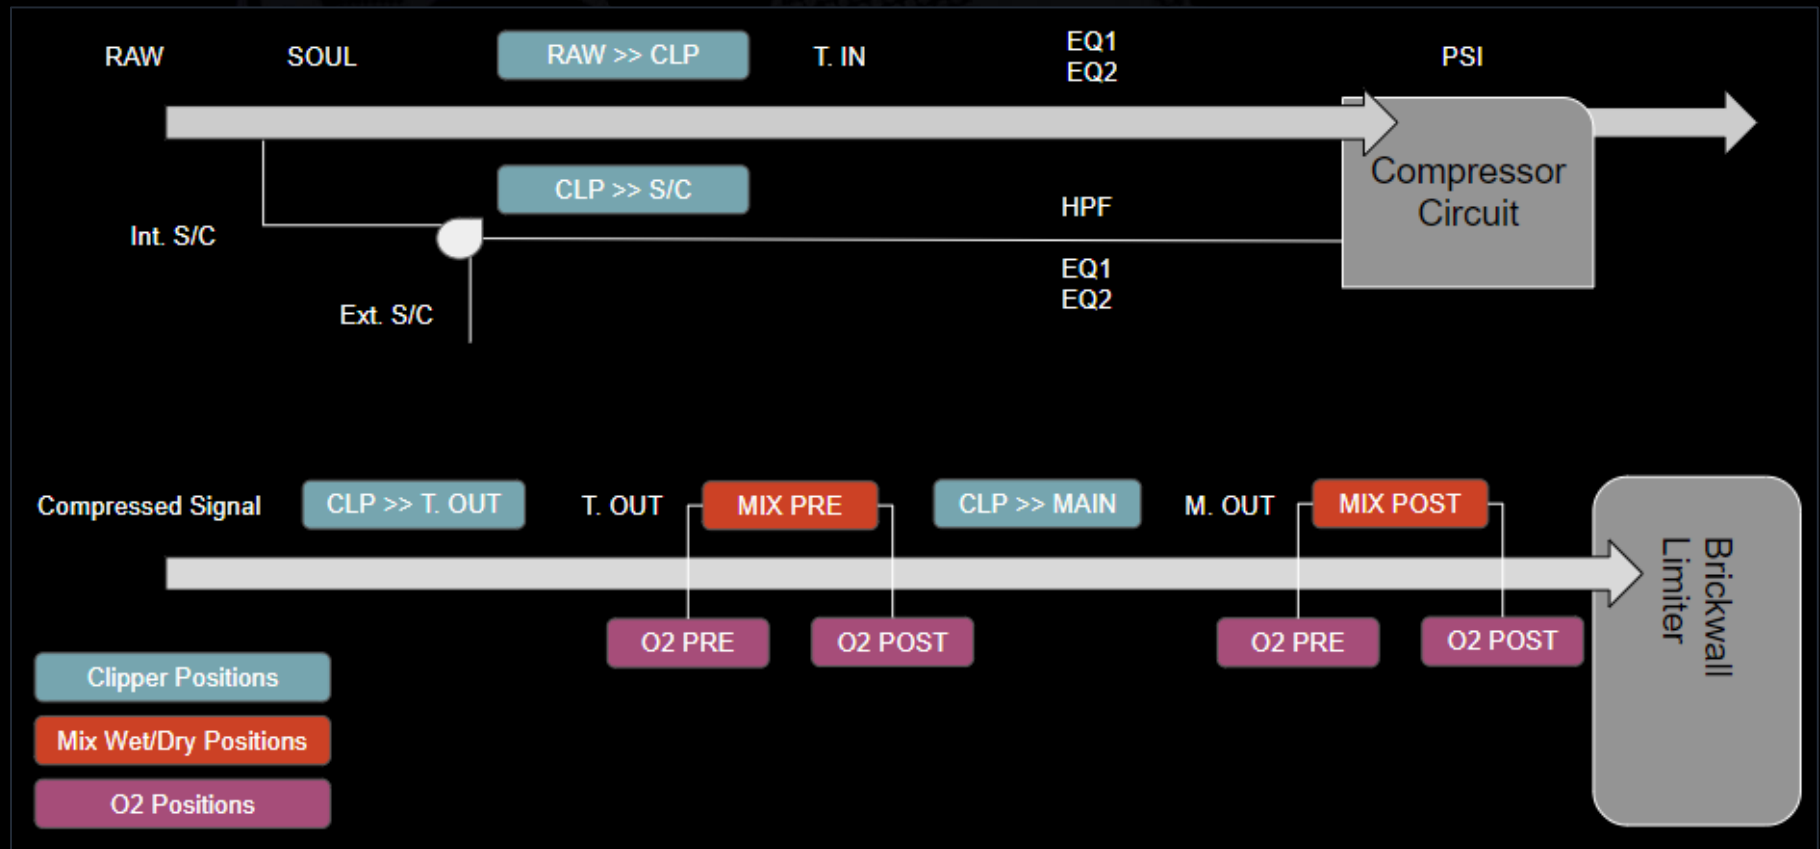 RAW
SOUL
RAW >> CLP
T. IN
EQ1
EQ2
PSI
Compressor
Circuit
CLP >> S/C
HPF
Int. S/C
EQ1
EQ2
Ext. S/C
Compressed Signal
CLP >> T. OUT
T. OUT
MIX PRE
CLP >> MAIN
M. OUT
MIX POST
Brickwall
Limiter
O2 PRE
O2 POST
O2 PRE
O2 POST
Clipper Positions
Mix Wet/Dry Positions
O2 Positions